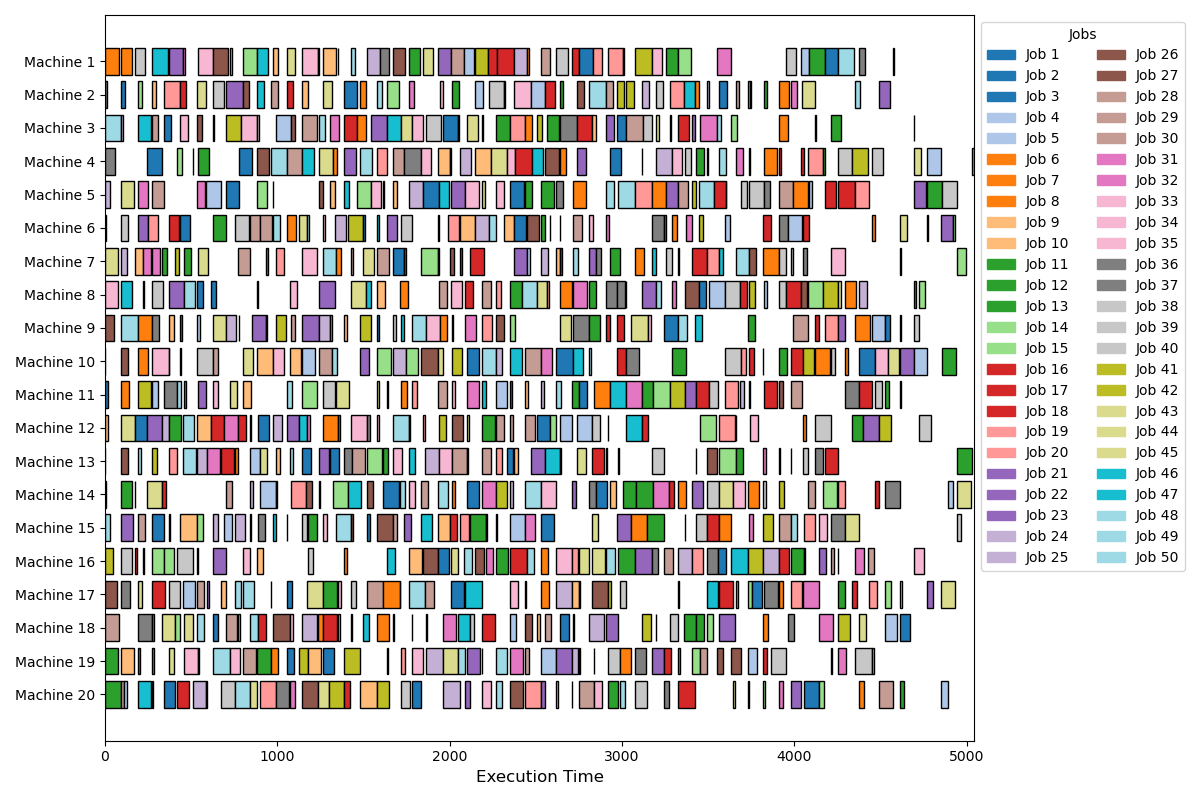 Machine 1
Machine 2
Machine 3
Machine 4
Machine 5
Machine 6
Machine 7
Machine 8
Machine 9
Machine 10
Machine 11
Machine 12
Machine 13
Machine 14
Machine 15
Machine 16
Machine 17
Machine 18
Machine 19
Machine 20
0 1000 2000 3000 4000 5000
Execution Time
Jobs
Job 1 Job 26
Job 2 Job 27
Job 3 Job 28
Job 4 Job 29
Job 5 Job 30
Job 6 Job 31
Job 7 Job 32
Job 8 Job 33
Job 9 Job 34
Job 10 Job 35
Job 11 Job 36
Job 12 Job 37
Job 13 Job 38
Job 14 Job 39
Job 15 Job 40
Job 16 Job 41
Job 17 Job 42
Job 18 Job 43
Job 19 Job 44
Job 20 Job 45
Job 21 Job 46
Job 22 Job 47
Job 23 Job 48
Job 24 Job 49
Job 25 Job 50